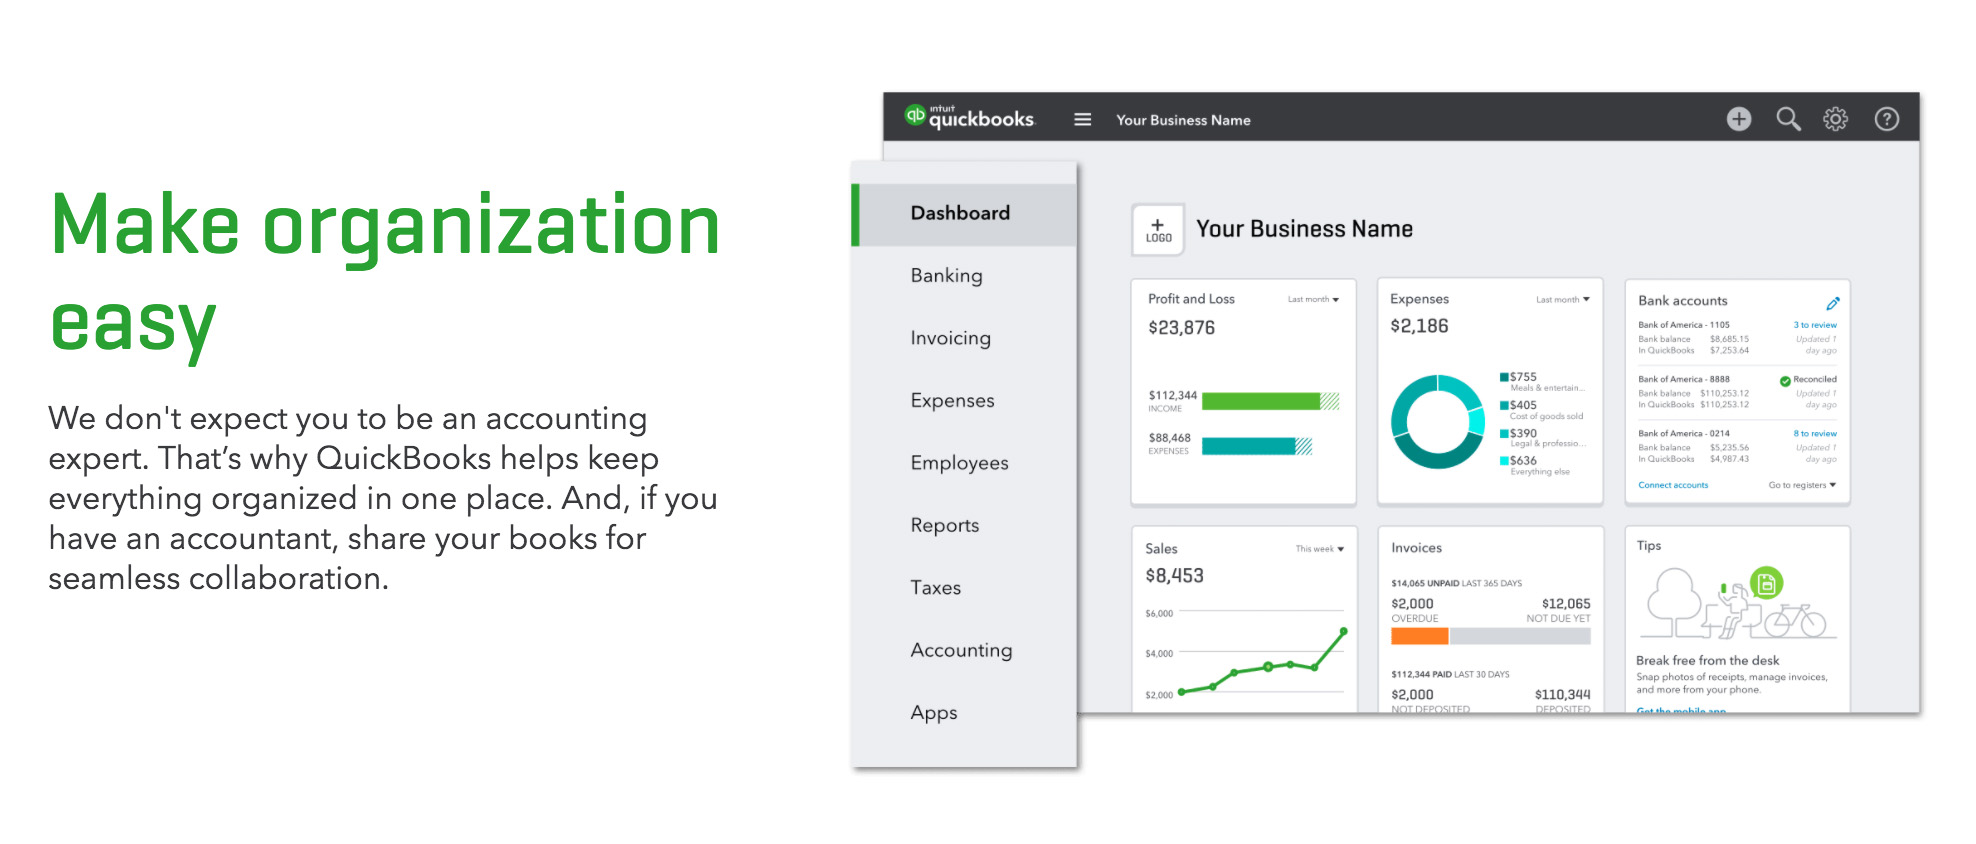 Make organization
easy
We don't expect you to be an accounting
expert. That’s why QuickBooks helps keep
everything organized in one place. And, if you
have an accountant, share your books for
seamless collaboration.
qb intuit quickbooks.
Your Business Name
?
Dashboard
Banking
Invoicing
Expenses
Employees
Reports
Taxes
Accounting
Apps
+
LOGO
Your Business Name
Profit and Loss Last month
$23,876
$112,344
INCOME
$88,468
EXPENSES
Expenses Last month
$2,186
$755
Meals & entertain...
$405
Cost of goods sold
$390
Legal & professio...
$636
Everything else
Bank accounts
Bank of America - 1105 3 to review
Bank balance $8,685.15 Updated 1
In QuickBooks $7,253.64 day ago
Bank of America - 8888 Reconciled
Bank balance $110,253.12 Updated 1
In QuickBooks $110,253.12 day ago
Bank of America - 0214 8 to review
Bank balance $5,235.56 Updated 1
In QuickBooks $4,987.43 day ago
Connect accounts Go to registers
Sales This week
$8,453
$6,000
$4,000
$2,000
Invoices
$14,065 UNPAID LAST 365 DAYS
$2,000 $12,065
OVERDUE NOT DUE YET
$112,344 PAID LAST 30 DAYS
$2,000 $110,344
NOT DEPOSITED DEPOSITED
Tips
Break free from the desk
Snap photos of receipts, manage invoices,
and more from your phone.
Get the mobile app